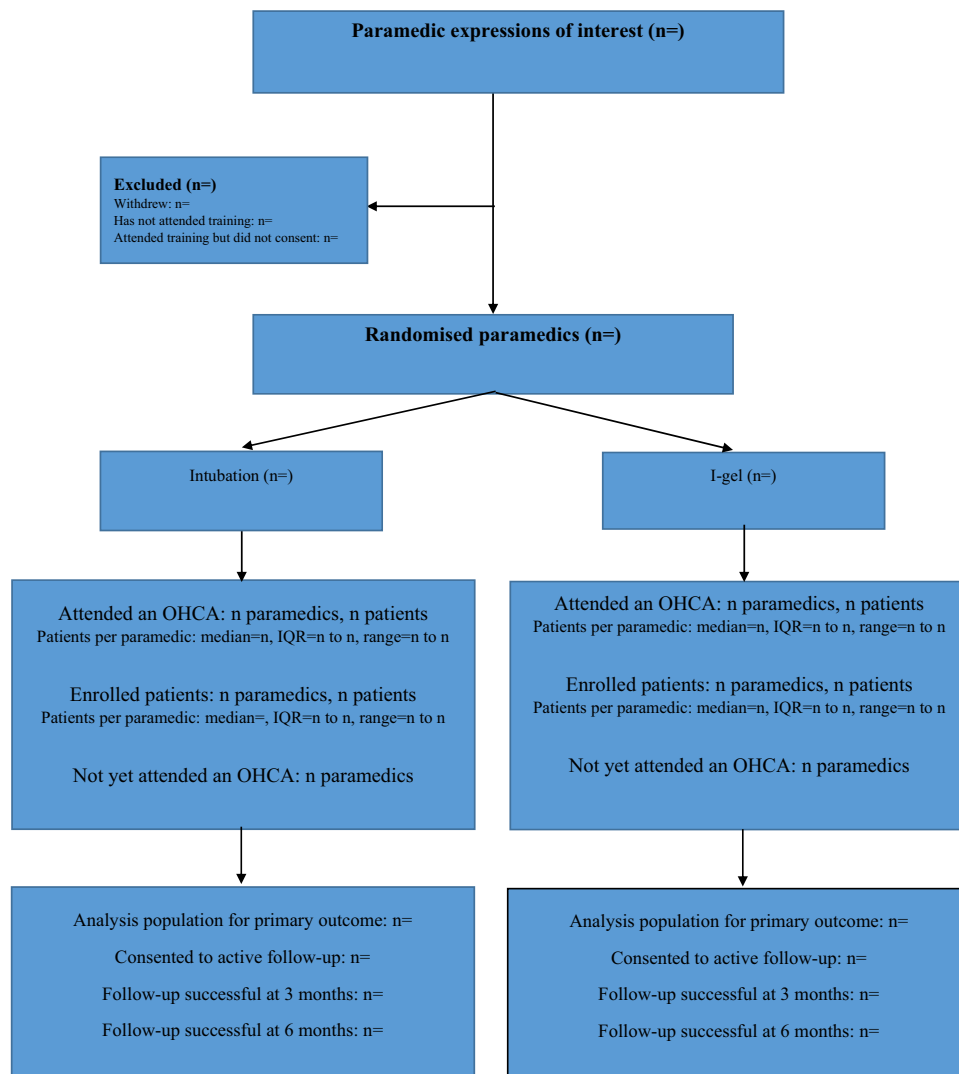 Paramedic expressions of interest (n=)
Excluded (n=)
Withdrew: n=
Has not attended training: n=
Attended training but did not consent: n=
Randomised paramedics (n=)
Intubation (n=)
I-gel (n=)
Attended an OHCA: n paramedics, n patients
Patients per paramedic: median=n, IQR=n to n, range=n to n
Enrolled patients: n paramedics, n patients
Patients per paramedic: median=, IQR=n to n, range=n to n
Not yet attended an OHCA: n paramedics
Attended an OHCA: n paramedics, n patients
Patients per paramedic: median=n, IQR=n to n, range=n to n
Enrolled patients: n paramedics, n patients
Patients per paramedic: median=n, IQR=n to n, range=n to n
Not yet attended an OHCA: n paramedics
Analysis population for primary outcome: n=
Consented to active follow-up: n=
Follow-up successful at 3 months: n=
Follow-up successful at 6 months: n=
Analysis population for primary outcome: n=
Consented to active follow-up: n=
Follow-up successful at 3 months: n=
Follow-up successful at 6 months: n=